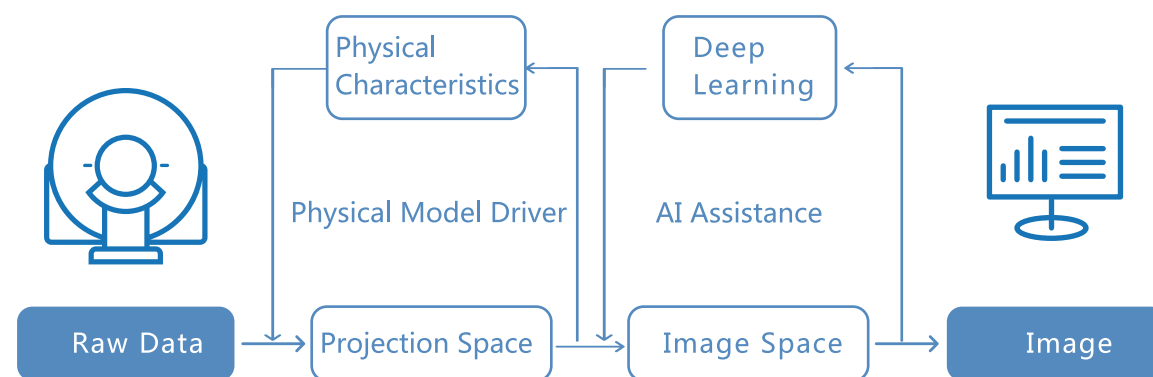 Physical
Characteristics
Deep
Learning
Physical Model Driver
AI Assistance
Raw Data
Projection Space
Image Space
Image